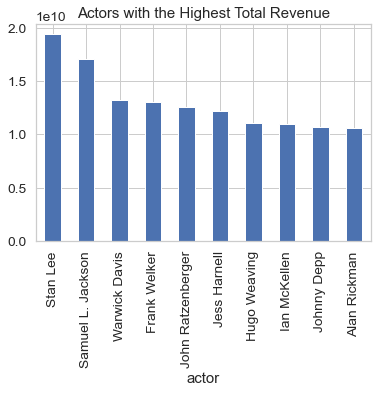 Actors with the Highest Total Revenue
1e10
2.0
1.5
1.0
0.5
0.0
Stan Lee
Samuel L. Jackson
Warwick Davis
Frank Welker
John Ratzenberger
Jess Harnell
Hugo Weaving
Ian McKellen
Johnny Depp
Alan Rickman
actor